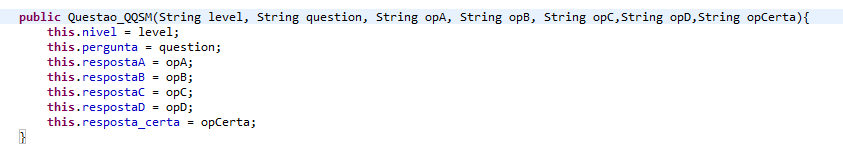 public Questao_QQSM(String level, String question, String opA, String opB, String opC,String opD,String opCerta){
this.nivel = level;
this.pergunta = question;
this.respostaA = opA;
this.respostaB = opB;
this.respostaC = opC;
this.respostaD = opD;
this.resposta_certa = opCerta;
}